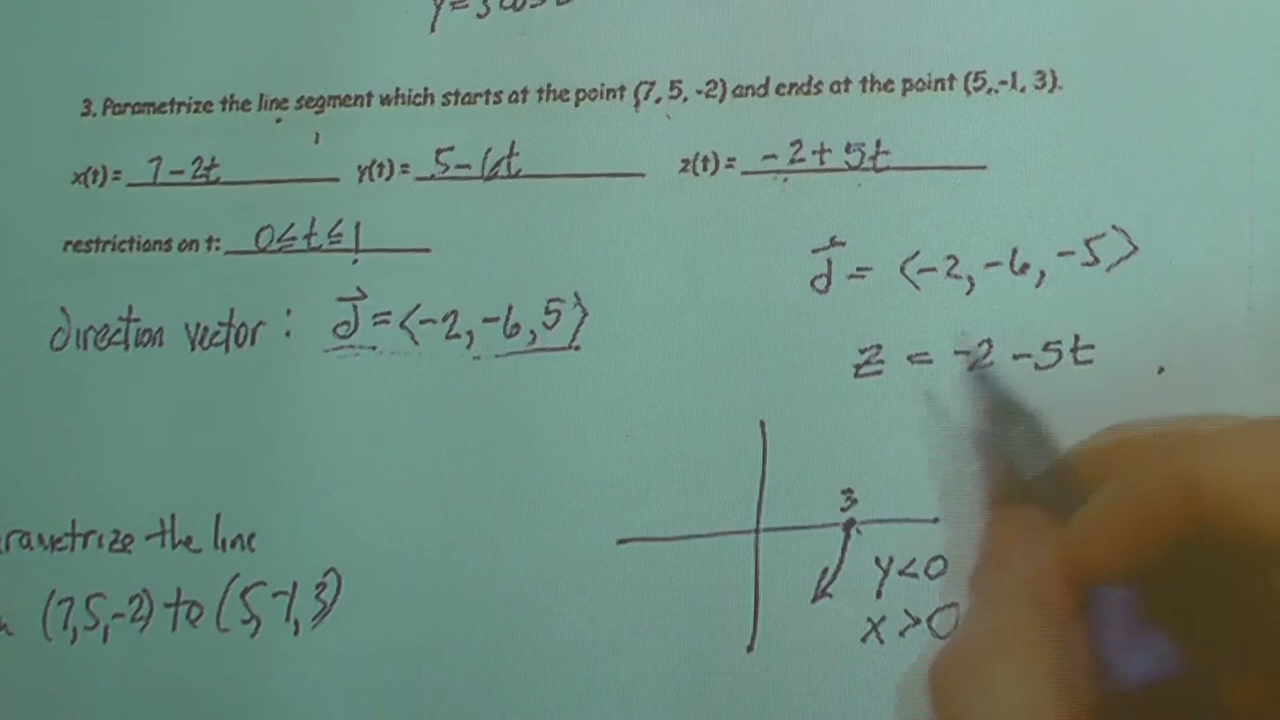 3. Parametrize the line segment which starts at the point (7, 5, -2) and ends at the point (5, -1, 3).
x(t) = 7-2t y(t) = 5-6t z(t) = -2+5t
restrictions on t: 0≤t≤1
d⃗ = ⟨-2, -6, -5⟩
direction vector: d⃗ = ⟨-2, -6, 5⟩
z = -2 -5t
3
the line
y<0
(7,5,-2) to (5,-1,3)
x>0